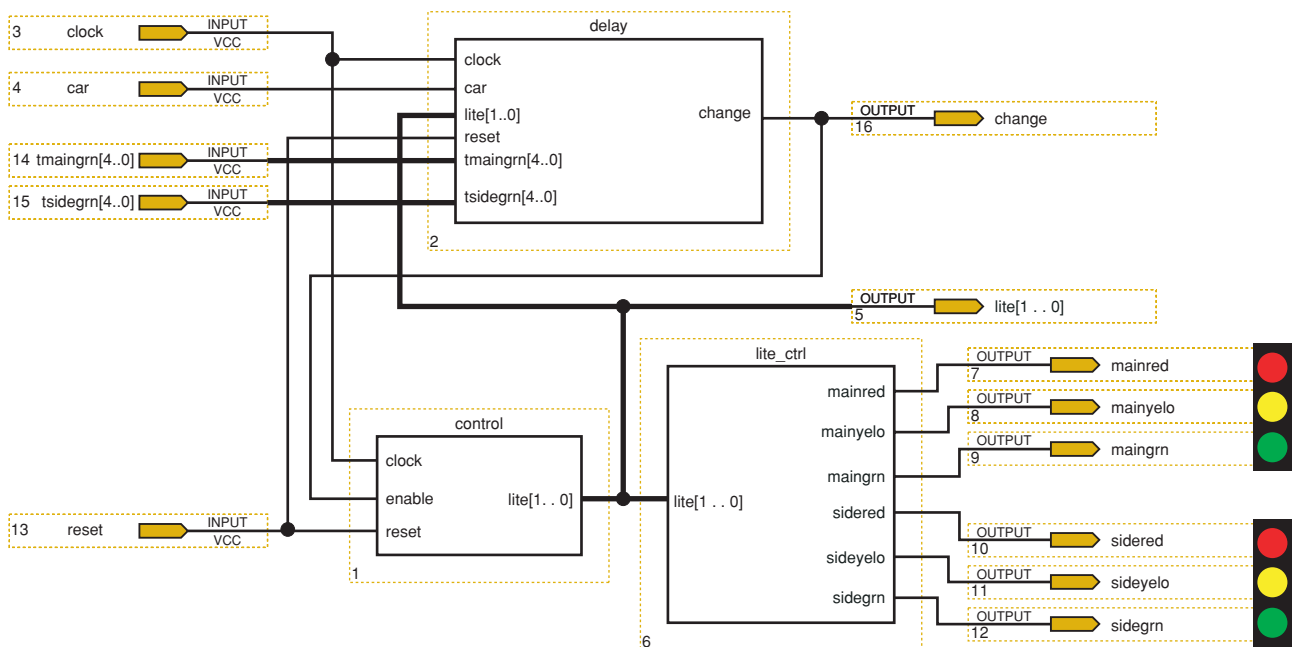 3 clock INPUT VCC
4 car INPUT VCC
14 tmaingrn[4..0] INPUT VCC
15 tsidegrn[4..0] INPUT VCC
13 reset INPUT VCC
delay
clock
car
lite[1..0]
reset
tmaingrn[4..0]
tsidegrn[4..0]
change
2
OUTPUT 16 change
OUTPUT 5 lite[1 . . 0]
control
clock
enable
reset
lite[1. . 0]
1
lite_ctrl
lite[1 . . 0]
mainred
mainyelo
maingrn
sidered
sideyelo
sidegrn
6
OUTPUT 7 mainred
OUTPUT 8 mainyelo
OUTPUT 9 maingrn
OUTPUT 10 sidered
OUTPUT 11 sideyelo
OUTPUT 12 sidegrn